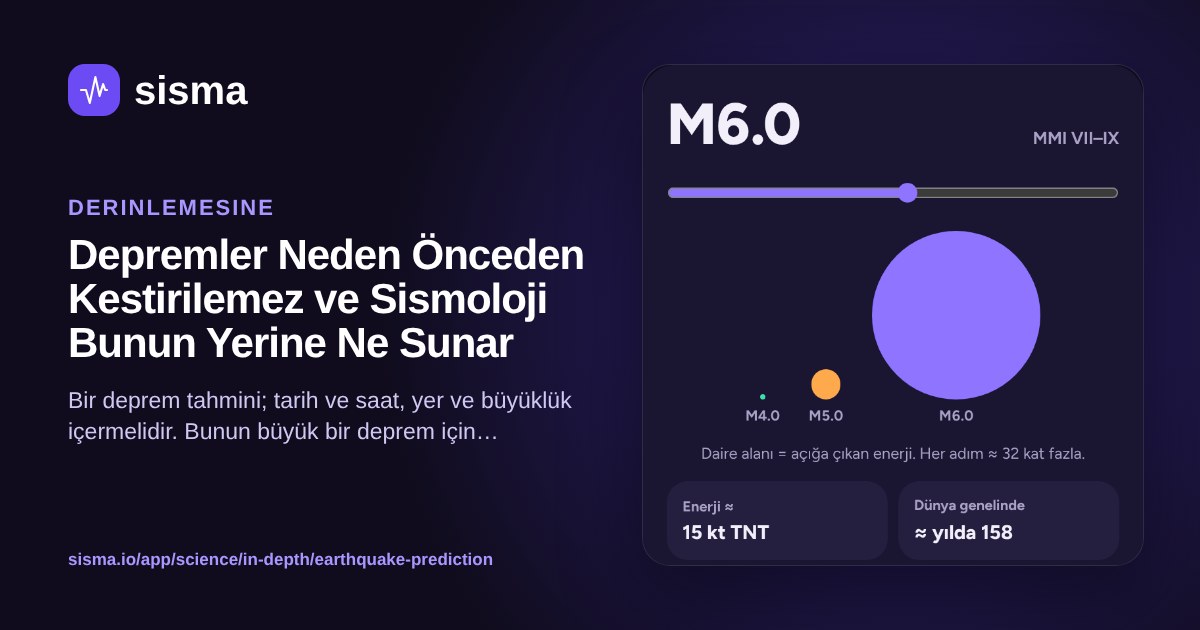 sisma
DERINLEMESINE
Depremler Neden Önceden
Kestirilemez ve Sismoloji
Bunun Yerine Ne Sunar
Bir deprem tahmini; tarih ve saat, yer ve büyüklük
içermelidir. Bunun büyük bir deprem için…
sisma.io/app/science/in-depth/earthquake-prediction
M6.0
MMI VII–IX
M4.0
M5.0
M6.0
Daire alanı = açığa çıkan enerji. Her adım ≈ 32 kat fazla.
Enerji ≈
15 kt TNT
Dünya genelinde
≈ yılda 158